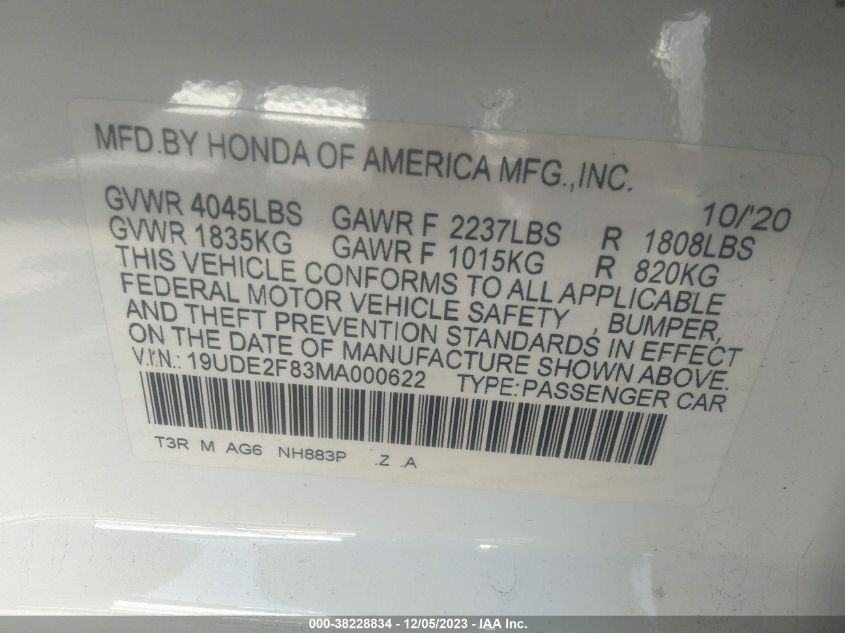 MFD.BY HONDA OF AMERICA MFG.,INC.
10/'20
GVWR 4045LBS GAWR F 2237LBS R 1808LBS
GVWR 1835KG GAWR F 1015KG R 820KG
THIS VEHICLE CONFORMS TO ALL APPLICABLE
FEDERAL MOTOR VEHICLE SAFETY , BUMPER,
AND THEFT PREVENTION STANDARDS IN EFFECT
ON THE DATE OF MANUFACTURE SHOWN ABOVE.
V.I.N.: 19UDE2F83MA000622 TYPE:PASSENGER CAR
T3R M AG6 NH883P .Z .A
000-38228834 - 12/05/2023 - IAA Inc.